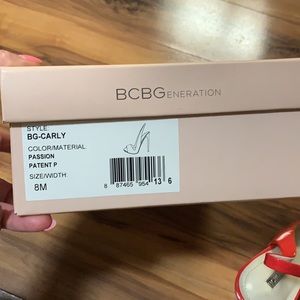 BCBGENERATION
STYLE
BG-CARLY
COLOR/MATERIAL
PASSION
PATENT P
SIZE/WIDTH
8M
8 87465 954 13 6